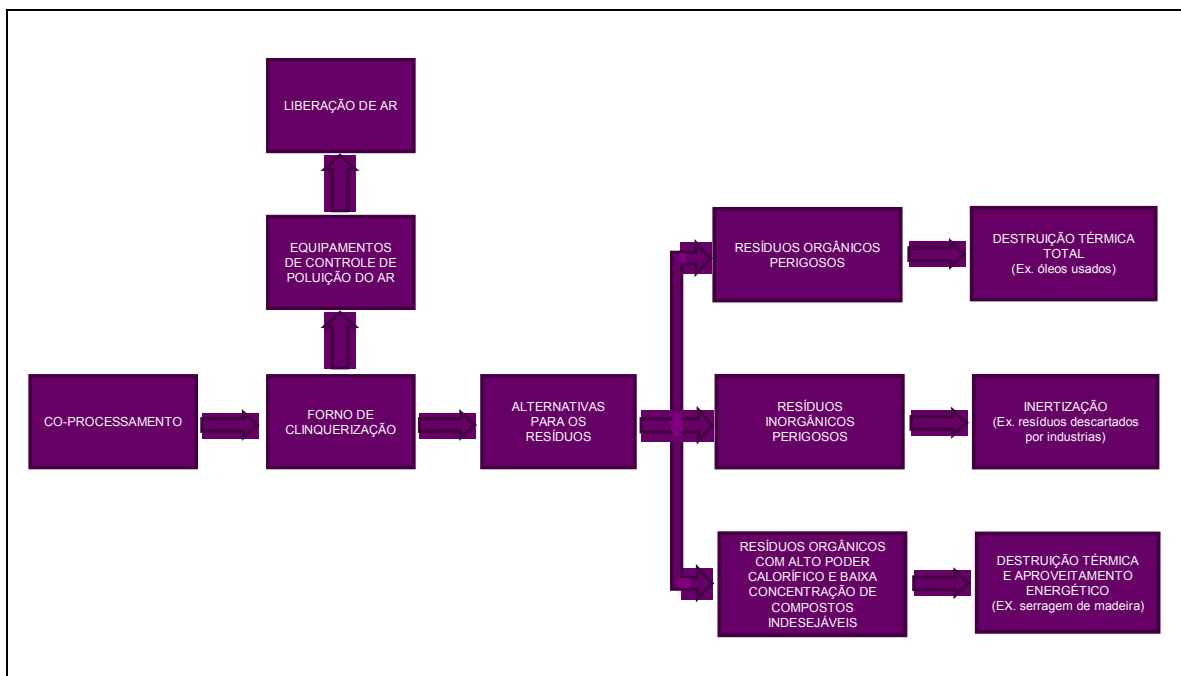 LIBERAÇÃO DE AR
EQUIPAMENTOS
DE CONTROLE DE
POLUIÇÃO DO AR
CO-PROCESSAMENTO
FORNO DE
CLINQUERIZAÇÃO
ALTERNATIVAS
PARA OS
RESÍDUOS
RESÍDUOS ORGÂNICOS
PERIGOSOS
DESTRUIÇÃO TÉRMICA
TOTAL
(Ex. óleos usados)
RESÍDUOS
INORGÂNICOS
PERIGOSOS
INERTIZAÇÃO
(Ex. resíduos descartados
por industrias)
RESÍDUOS ORGÂNICOS
COM ALTO PODER
CALORÍFICO E BAIXA
CONCENTRAÇÃO DE
COMPOSTOS
INDESEJÁVEIS
DESTRUIÇÃO TÉRMICA
E APROVEITAMENTO
ENERGÉTICO
(EX. serragem de madeira)